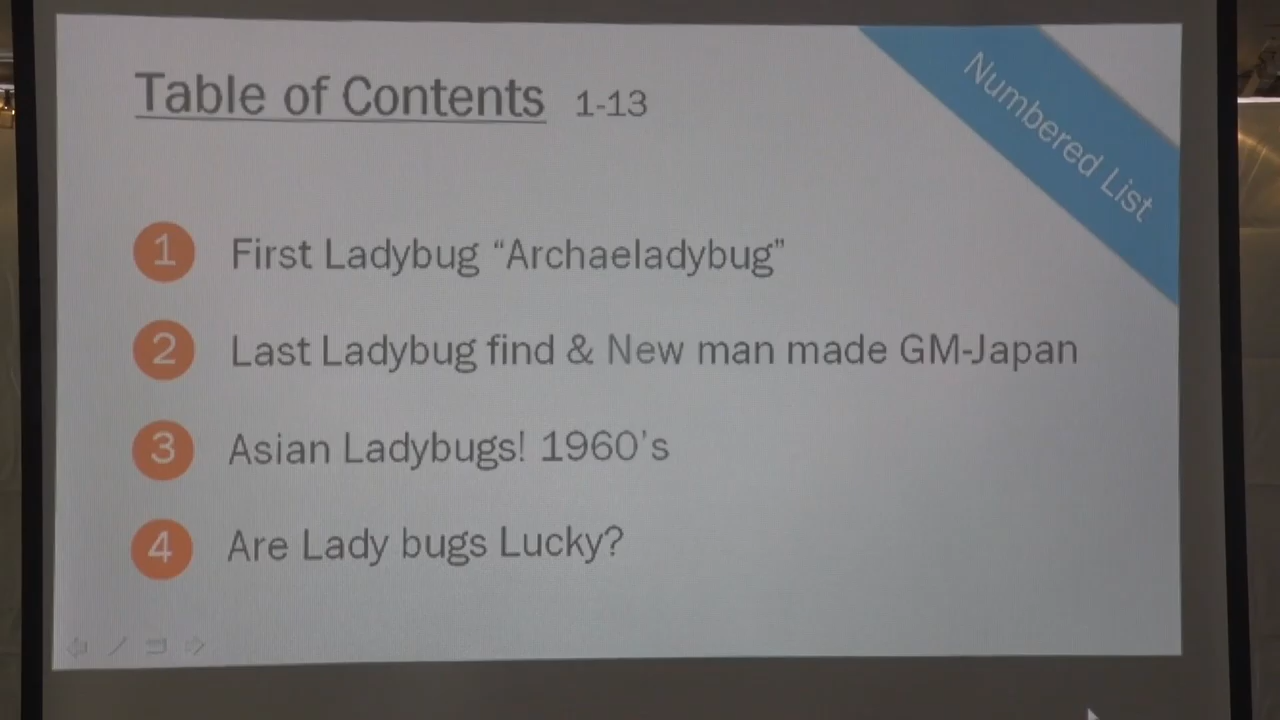 Table of Contents 1-13
Numbered List
1 First Ladybug “Archaeladybug”
2 Last Ladybug find & New man made GM-Japan
3 Asian Ladybugs! 1960’s
4 Are Lady bugs Lucky?